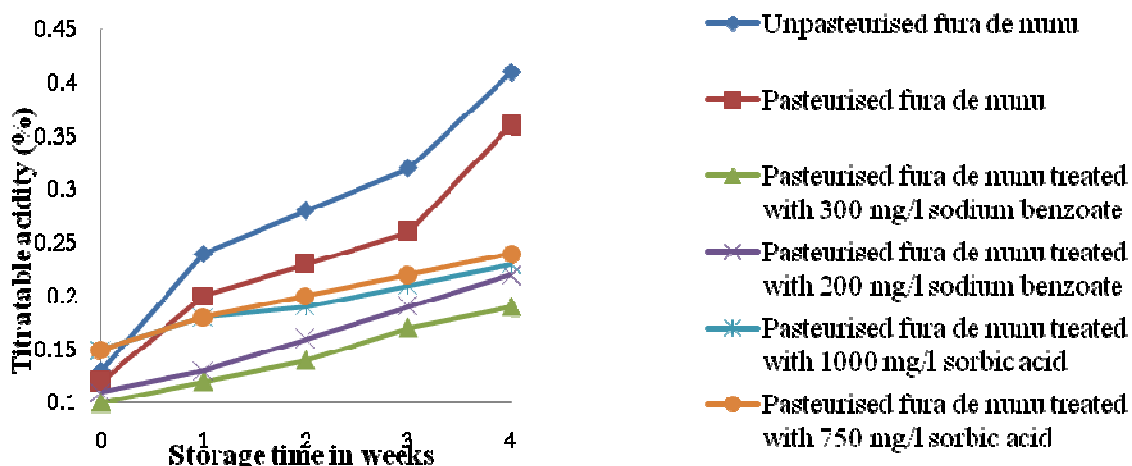 Titratable acidity (%)
0.45
0.4
0.35
0.3
0.25
0.2
0.15
0.1
0
1
2
3
4
Storage time in weeks
Unpasteurised fura de nunu
Pasteurised fura de nunu
Pasteurised fura de nunu treated
with 300 mg/l sodium benzoate
Pasteurised fura de nunu treated
with 200 mg/l sodium benzoate
Pasteurised fura de nunu treated
with 1000 mg/l sorbic acid
Pasteurised fura de nunu treated
with 750 mg/l sorbic acid